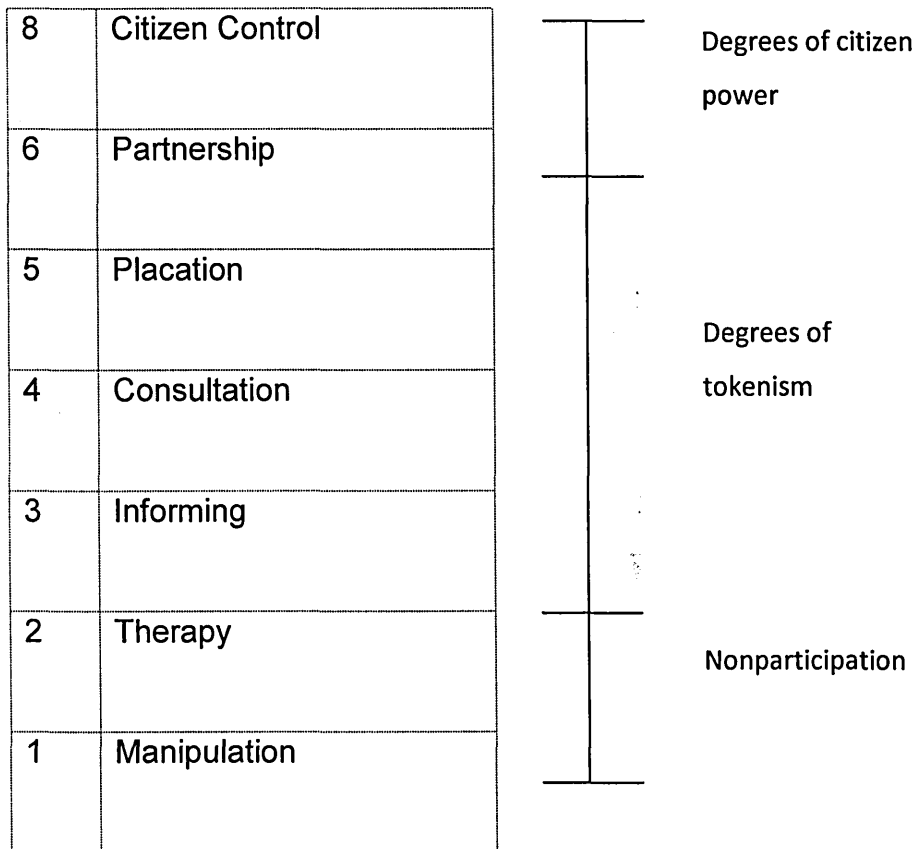 8 Citizen Control
6 Partnership
5 Placation
4 Consultation
3 Informing
2 Therapy
1 Manipulation
Degrees of citizen
power
Degrees of
tokenism
Nonparticipation